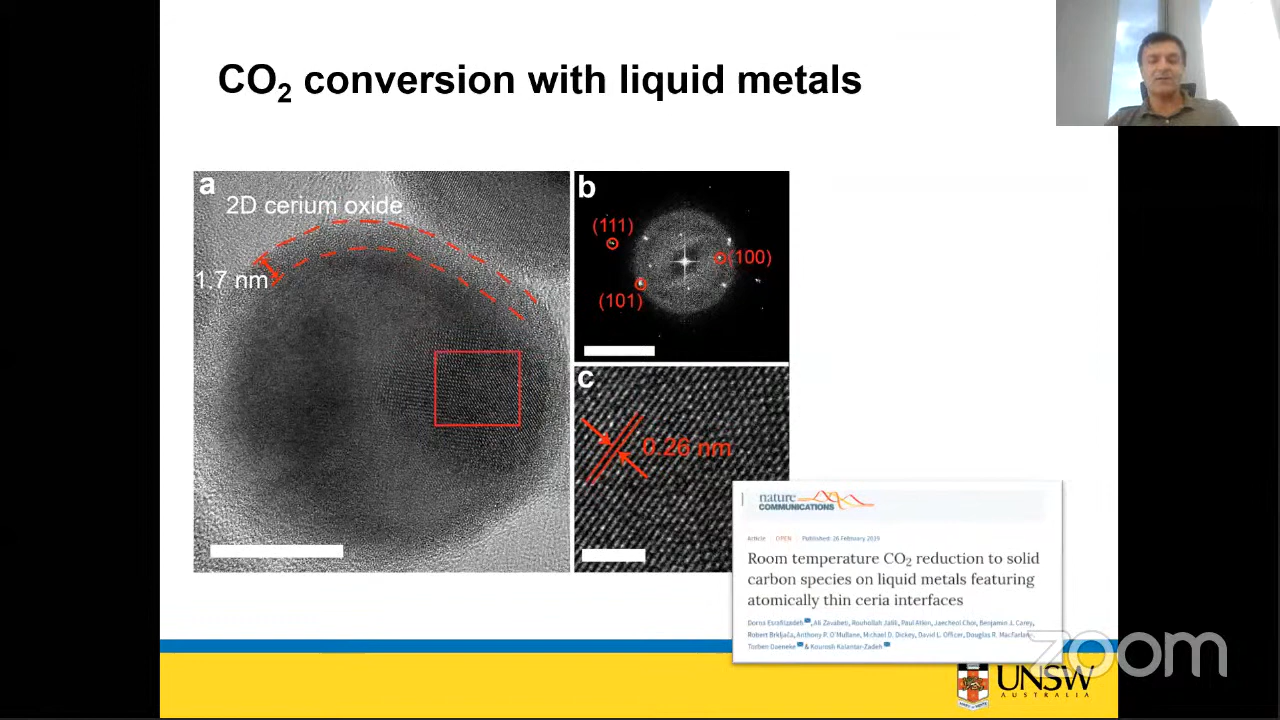 CO₂ conversion with liquid metals
a
2D cerium oxide
1.7 nm
b
(111)
(100)
(101)
c
0.26 nm
nature
COMMUNICATIONS
Article OPEN Published: 26 February 2019
Room temperature CO₂ reduction to solid
carbon species on liquid metals featuring
atomically thin ceria interfaces
Dorna Esrafilzadeh, Ali Zavabeti, Rouhollah Jalili, Paul Atkin, Jaecheol Choi, Benjamin J. Carey,
Robert Brkljača, Anthony P. O'Mullane, Michael D. Dickey, David L. Officer, Douglas R. MacFarlane,
Torben Daeneke & Kourosh Kalantar-Zadeh
zoom
UNSW
AUSTRALIA